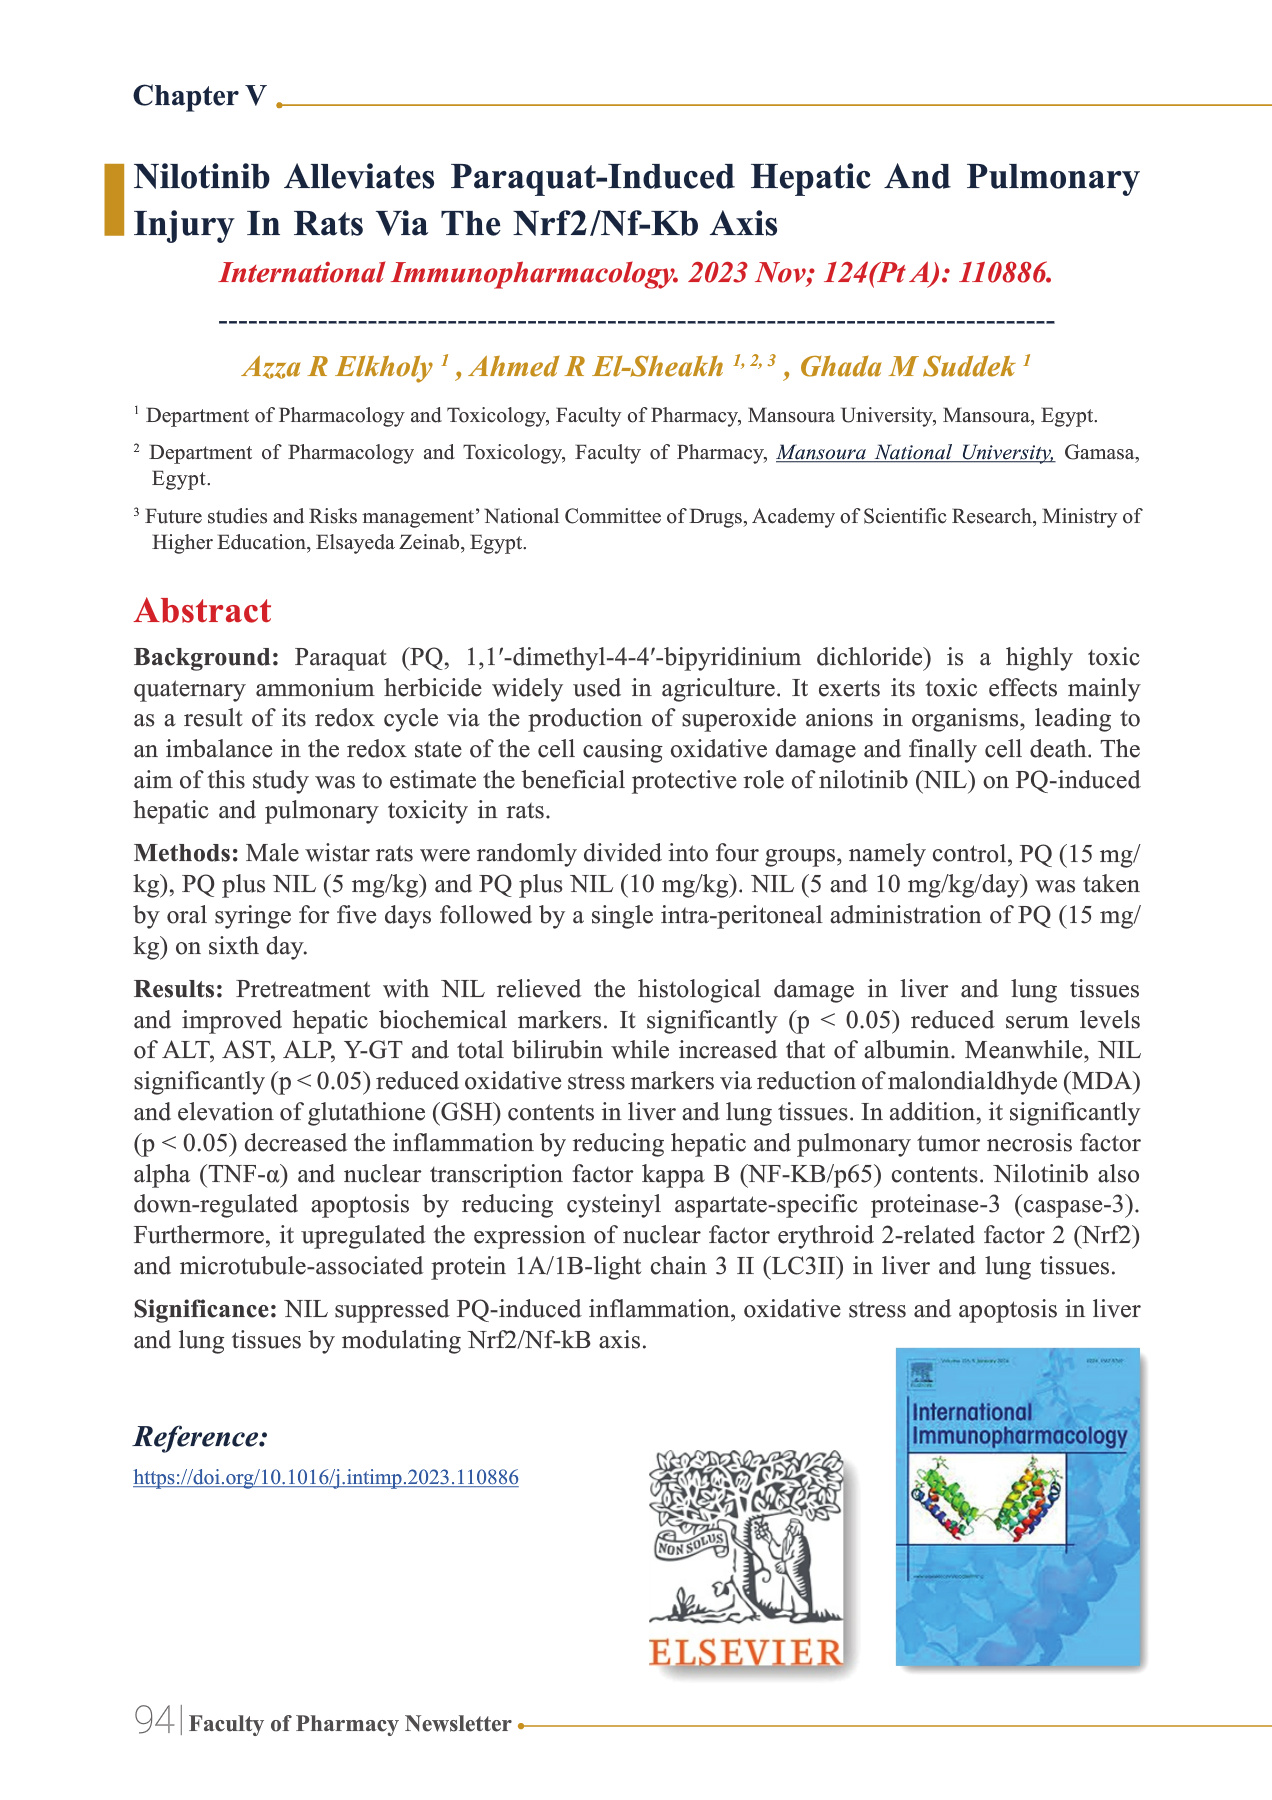 Chapter V
Nilotinib Alleviates Paraquat-Induced Hepatic And Pulmonary
Injury In Rats Via The Nrf2/Nf-Kb Axis
International Immunopharmacology. 2023 Nov; 124(Pt A): 110886.
-------------------------------------------------------------------------------------
Azza R Elkholy 1 , Ahmed R El-Sheakh 1, 2, 3 , Ghada M Suddek 1
1 Department of Pharmacology and Toxicology, Faculty of Pharmacy, Mansoura University, Mansoura, Egypt.
2 Department of Pharmacology and Toxicology, Faculty of Pharmacy, Mansoura National University, Gamasa,
Egypt.
3 Future studies and Risks management’ National Committee of Drugs, Academy of Scientific Research, Ministry of
Higher Education, Elsayeda Zeinab, Egypt.
Abstract
Background: Paraquat (PQ, 1,1′-dimethyl-4-4′-bipyridinium dichloride) is a highly toxic
quaternary ammonium herbicide widely used in agriculture. It exerts its toxic effects mainly
as a result of its redox cycle via the production of superoxide anions in organisms, leading to
an imbalance in the redox state of the cell causing oxidative damage and finally cell death. The
aim of this study was to estimate the beneficial protective role of nilotinib (NIL) on PQ-induced
hepatic and pulmonary toxicity in rats.
Methods: Male wistar rats were randomly divided into four groups, namely control, PQ (15 mg/
kg), PQ plus NIL (5 mg/kg) and PQ plus NIL (10 mg/kg). NIL (5 and 10 mg/kg/day) was taken
by oral syringe for five days followed by a single intra-peritoneal administration of PQ (15 mg/
kg) on sixth day.
Results: Pretreatment with NIL relieved the histological damage in liver and lung tissues
and improved hepatic biochemical markers. It significantly (p < 0.05) reduced serum levels
of ALT, AST, ALP, Y-GT and total bilirubin while increased that of albumin. Meanwhile, NIL
significantly (p < 0.05) reduced oxidative stress markers via reduction of malondialdhyde (MDA)
and elevation of glutathione (GSH) contents in liver and lung tissues. In addition, it significantly
(p < 0.05) decreased the inflammation by reducing hepatic and pulmonary tumor necrosis factor
alpha (TNF-α) and nuclear transcription factor kappa B (NF-KB/p65) contents. Nilotinib also
down-regulated apoptosis by reducing cysteinyl aspartate-specific proteinase-3 (caspase-3).
Furthermore, it upregulated the expression of nuclear factor erythroid 2-related factor 2 (Nrf2)
and microtubule-associated protein 1A/1B-light chain 3 II (LC3II) in liver and lung tissues.
Significance: NIL suppressed PQ-induced inflammation, oxidative stress and apoptosis in liver
and lung tissues by modulating Nrf2/Nf-kB axis.
Reference:
https://doi.org/10.1016/j.intimp.2023.110886
NON SOLUS
ELSEVIER
International
Immunopharmacology
94| Faculty of Pharmacy Newsletter